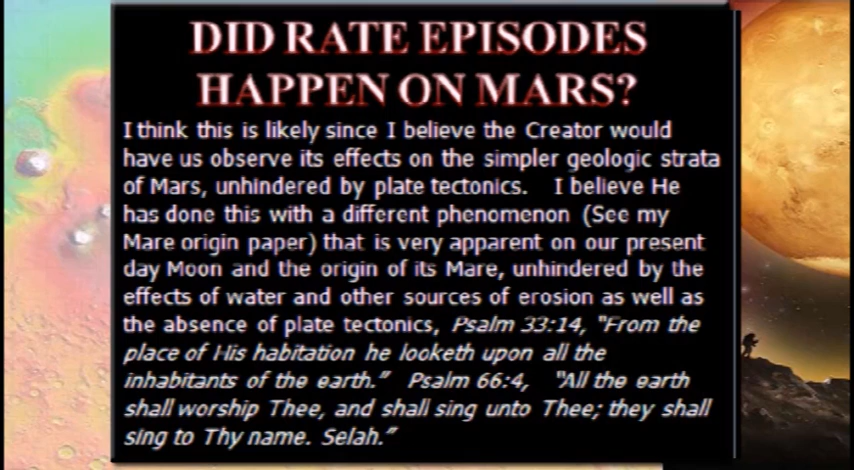 DID RATE EPISODES
HAPPEN ON MARS?
I think this is likely since I believe the Creator would
have us observe its effects on the simpler geologic strata
of Mars, unhindered by plate tectonics. I believe He
has done this with a different phenomenon (See my
Mare origin paper) that is very apparent on our present
day Moon and the origin of its Mare, unhindered by the
effects of water and other sources of erosion as well as
the absence of plate tectonics, Psalm 33:14, "From the
place of His habitation he looketh upon all the
inhabitants of the earth." Psalm 66:4, "All the earth
shall worship Thee, and shall sing unto Thee; they shall
sing to Thy name. Selah."